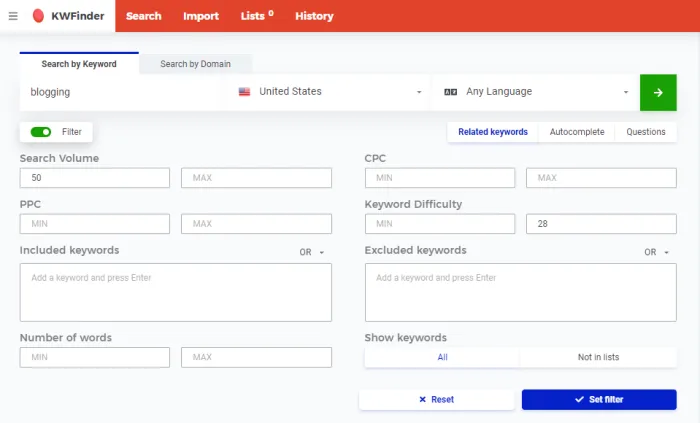 KWFinder Search Import Lists 0 History
Search by Keyword Search by Domain
blogging United States Any Language
Filter Related keywords Autocomplete Questions
Search Volume CPC
50 MAX MIN MAX
PPC Keyword Difficulty
MIN MAX MIN 28
Included keywords OR Excluded keywords OR
Add a keyword and press Enter Add a keyword and press Enter
Number of words Show keywords
MIN MAX All Not in lists
Reset Set filter